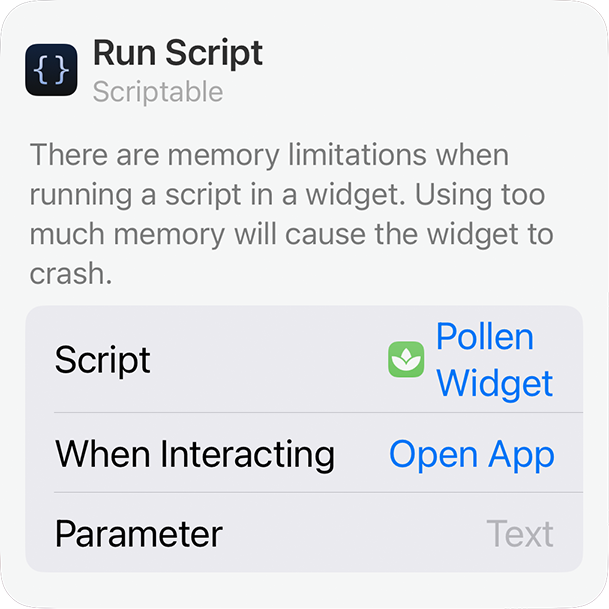 Run Script
Scriptable
There are memory limitations when
running a script in a widget. Using too
much memory will cause the widget to
crash.
Script
Pollen
Widget
When Interacting
Open App
Parameter
Text